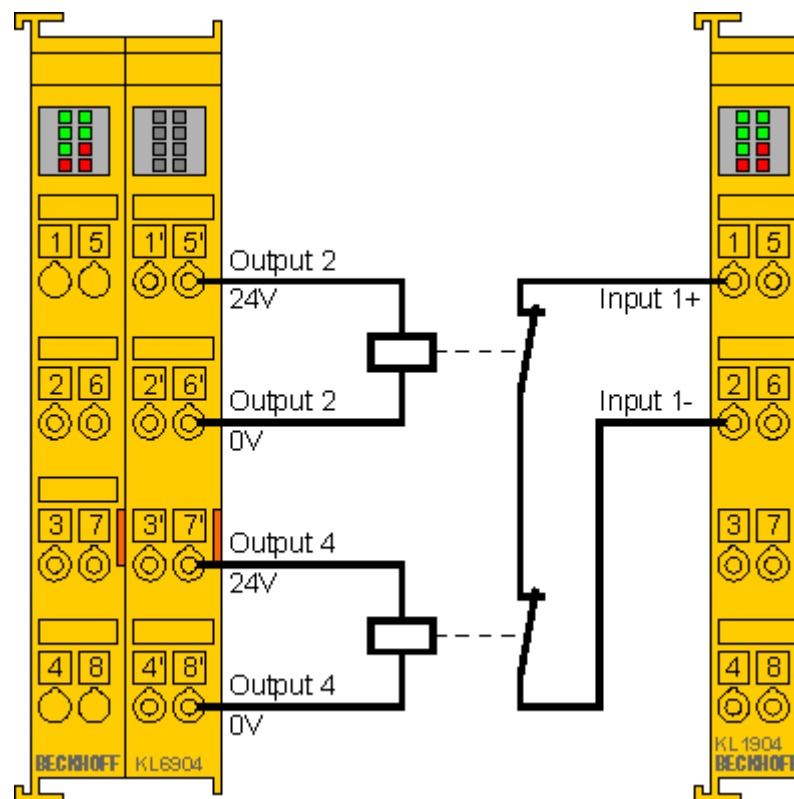 1 5 1' 5' 1 5
Output 2
24V
Input 1+
2 6 2' 6' 2 6
Output 2
0V
Input 1-
3 7 3' 7' 3 7
Output 4
24V
4 8 4' 8' 4 8
Output 4
0V
BECKHOFF KL6904
KL1904
BECKHOFF